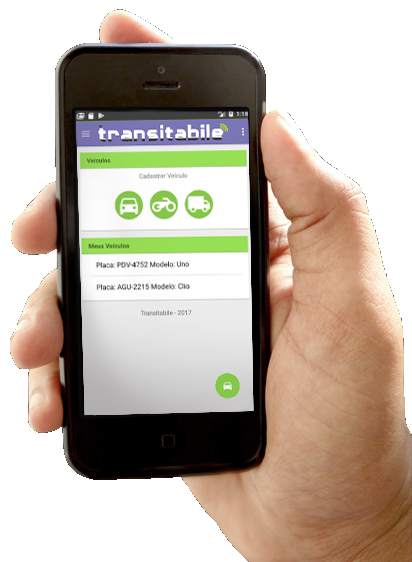 1:18
transitabile
Veículos
Cadastrar Veículo
Meus Veículos
Placa: PDV-4752 Modelo: Uno
Placa: AGU-2215 Modelo: Clio
Transitabile - 2017